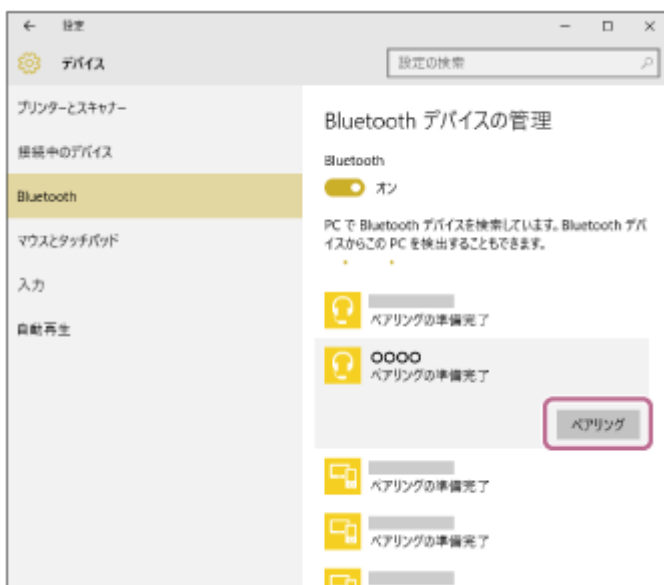 設定
デバイス
設定の検索
プリンターとスキャナー
接続中のデバイス
Bluetooth
マウスとタッチパッド
入力
自動再生
Bluetooth デバイスの管理
Bluetooth
オン
PC で Bluetooth デバイスを検索しています。Bluetooth デバ
イスからこの PC を検出することもできます。
ペアリングの準備完了
OOOO
ペアリングの準備完了
ペアリング
ペアリングの準備完了
ペアリングの準備完了